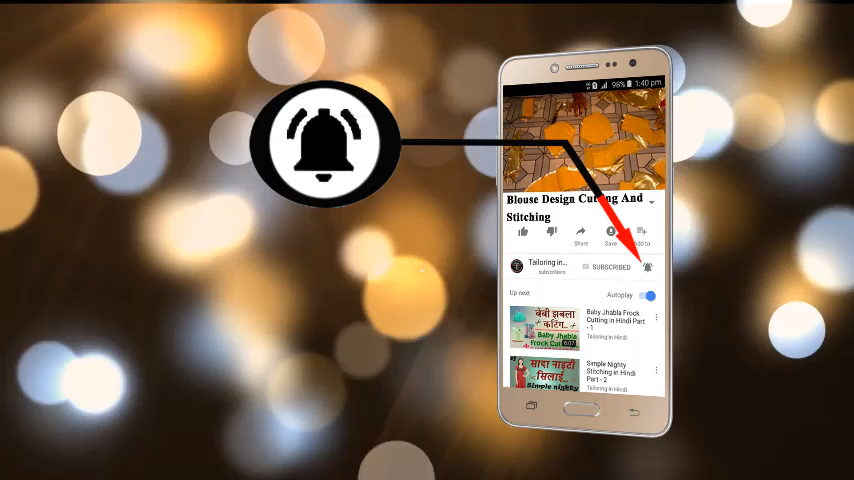 98% 1:40 pm
Blouse Design Cutting And
Stitching
Share Save Add to
Tailoring in...
subscribers
SUBSCRIBED
Up next Autoplay
Baby Jhabla Frock
Cutting in Hindi Part
- 1
Tailoring in Hindi
बेबी झबला
कटिंग..
Baby Jhabla
Frock Cut
4:07
Simple Nighty
Stitching in Hindi
Part - 2
Tailoring in Hindi
सादा नाइटी
सिलाई...
Simple nighty